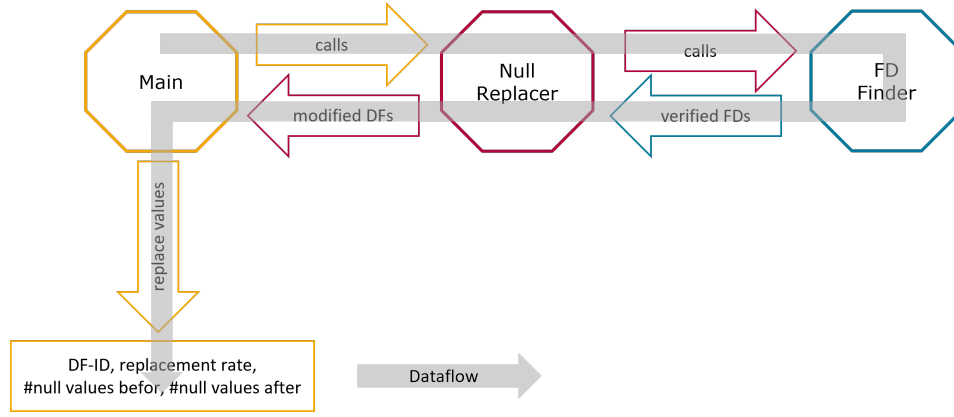 calls
calls
Main
Null
Replacer
FD
Finder
modified DFs
verified FDs
replace values
DF-ID, replacement rate,
#null values befor, #null values after
Dataflow